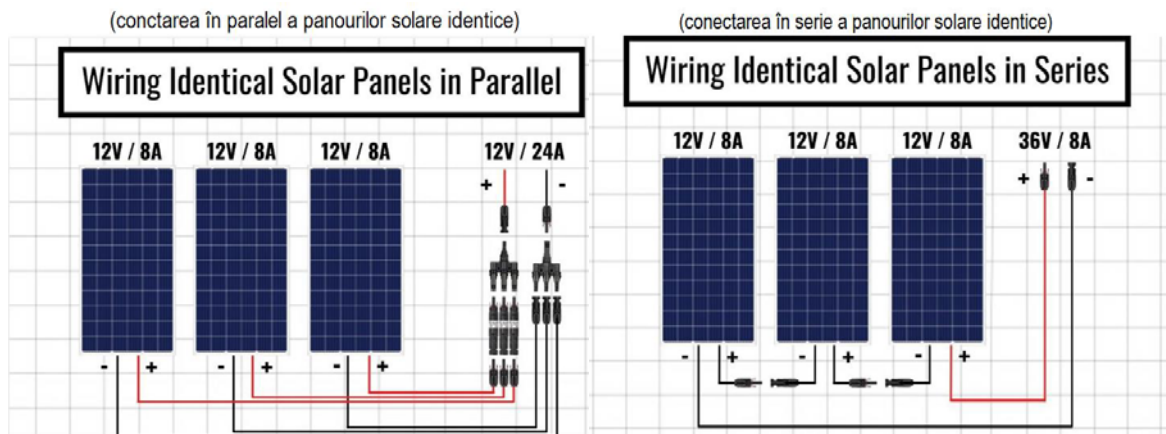 (conctarea în paralel a panourilor solare identice)
Wiring Identical Solar Panels in Parallel
12V / 8A 12V / 8A 12V / 8A 12V / 24A
+ -
- + - + - +
(conectarea în serie a panourilor solare identice)
Wiring Identical Solar Panels in Series
12V / 8A 12V / 8A 12V / 8A 36V / 8A
+ -
- + - + - +